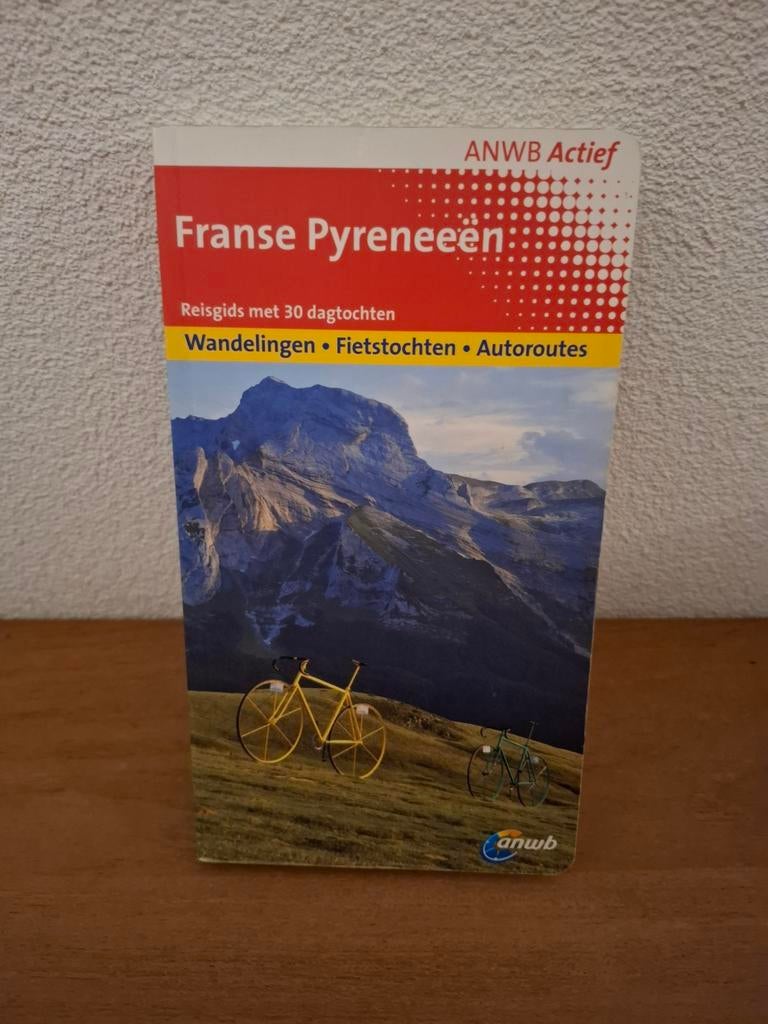 ANWB Actief
Franse Pyreneeën
Reisgids met 30 dagtochten
Wandelingen • Fietstochten • Autoroutes
anwb